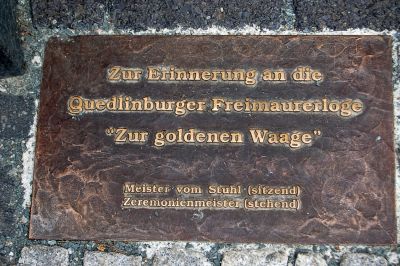 Zur Erinnerung an die
Quedlinburger Freimaurerloge
"Zur goldenen Waage"
Meister vom Stuhl (sitzend)
Zeremonienmeister (stehend)